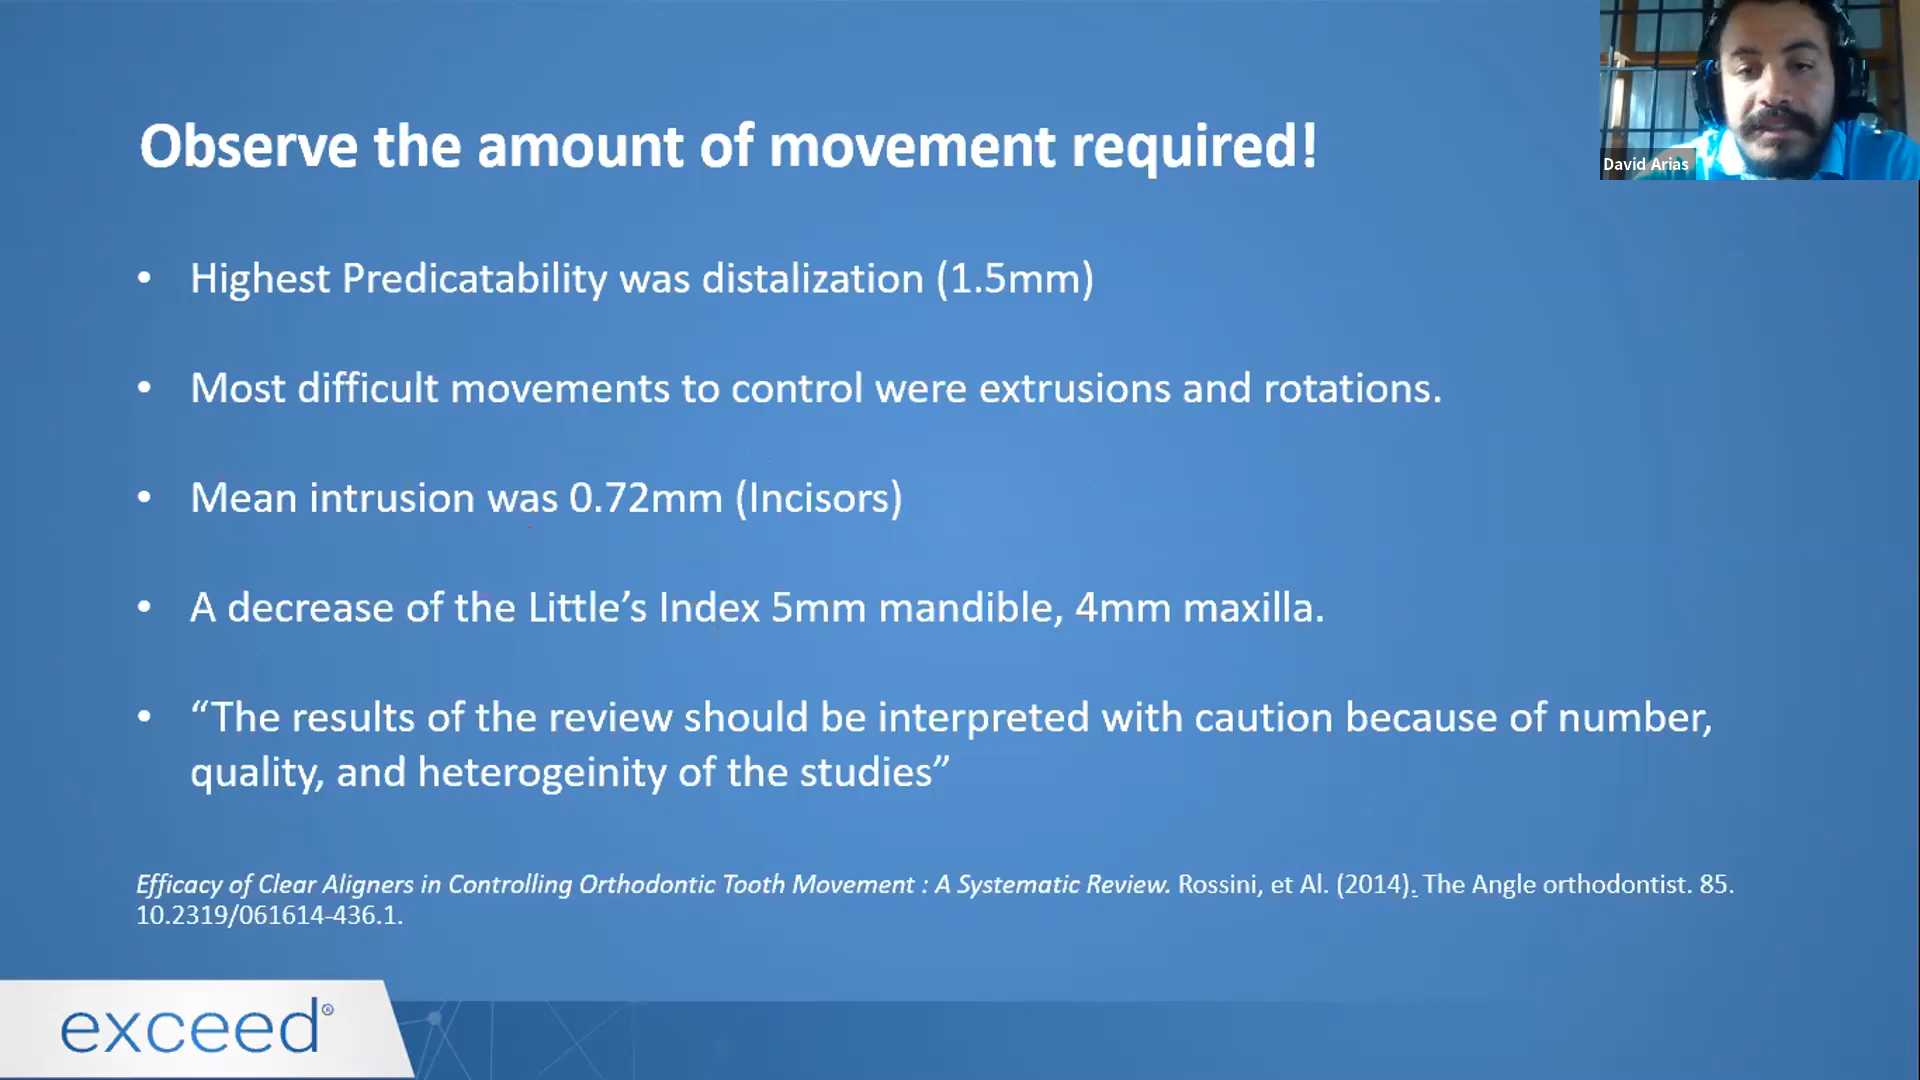 David Arias
Observe the amount of movement required!
• Highest Predicatability was distalization (1.5mm)
• Most difficult movements to control were extrusions and rotations.
• Mean intrusion was 0.72mm (Incisors)
• A decrease of the Little’s Index 5mm mandible, 4mm maxilla.
• “The results of the review should be interpreted with caution because of number,
quality, and heterogeinity of the studies”
Efficacy of Clear Aligners in Controlling Orthodontic Tooth Movement : A Systematic Review. Rossini, et Al. (2014). The Angle orthodontist. 85.
10.2319/061614-436.1.
exceed®